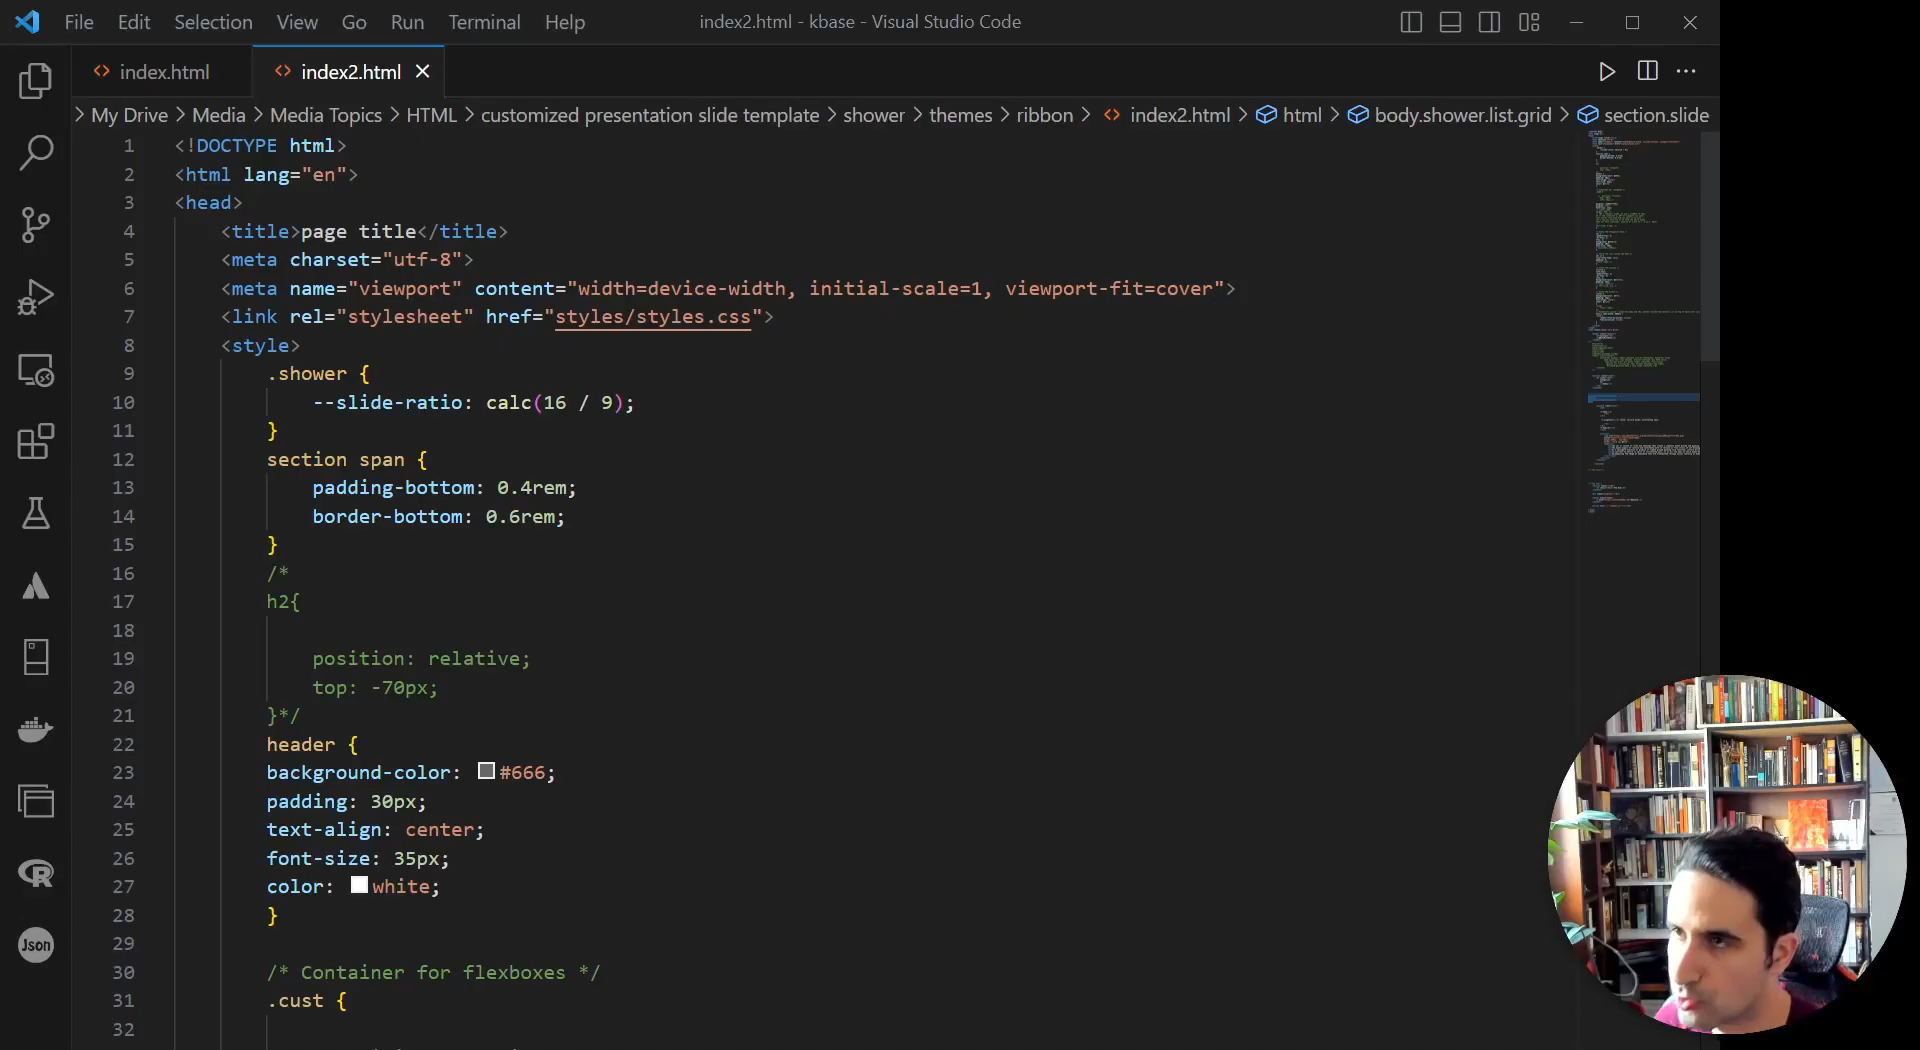 File Edit Selection View Go Run Terminal Help index2.html - kbase - Visual Studio Code
index.html index2.html
My Drive > Media > Media Topics > HTML > customized presentation slide template > shower > themes > ribbon > index2.html > html > body.shower.list.grid > section.slide
1 <!DOCTYPE html>
2 <html lang="en">
3 <head>
4 <title>page title</title>
5 <meta charset="utf-8">
6 <meta name="viewport" content="width=device-width, initial-scale=1, viewport-fit=cover">
7 <link rel="stylesheet" href="styles/styles.css">
8 <style>
9 .shower {
10 --slide-ratio: calc(16 / 9);
11 }
12 section span {
13 padding-bottom: 0.4rem;
14 border-bottom: 0.6rem;
15 }
16 /*
17 h2{
18
19 position: relative;
20 top: -70px;
21 }*/
22 header {
23 background-color: #666;
24 padding: 30px;
25 text-align: center;
26 font-size: 35px;
27 color: white;
28 }
29
30 /* Container for flexboxes */
31 .cust {
32
R
Json